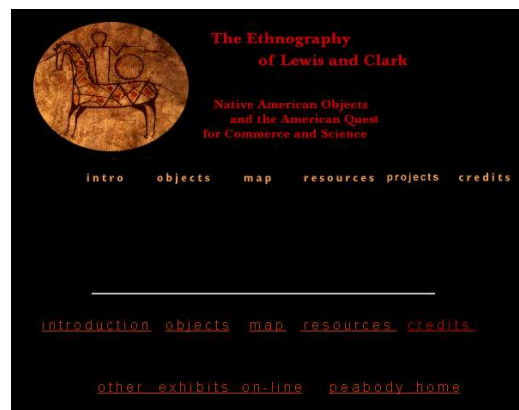 The Ethnography
of Lewis and Clark
Native American Objects
and the American Quest
for Commerce and Science
intro objects map resources projects credits
introduction objects map resources credits
other exhibits on-line peabody home